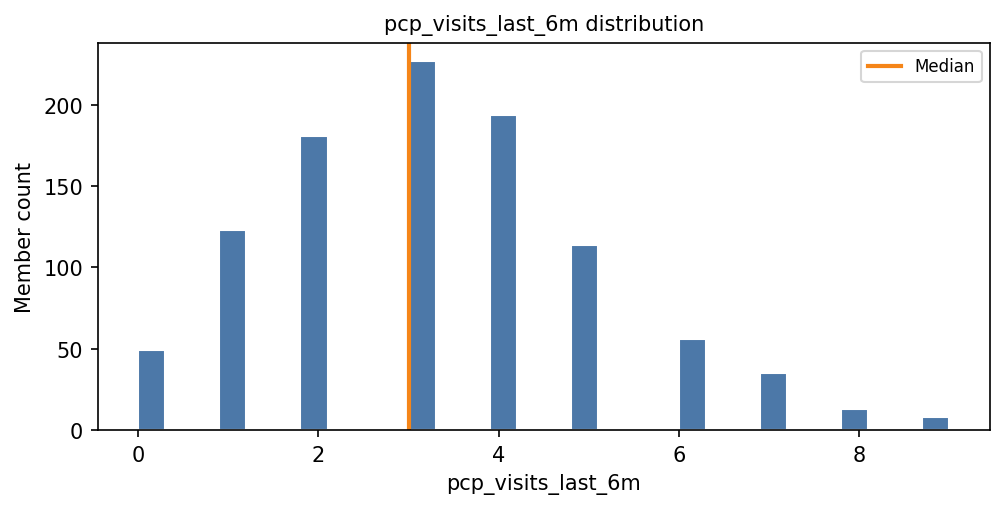 pcp_visits_last_6m distribution
Median
Member count
200
150
100
50
0
0 2 4 6 8
pcp_visits_last_6m